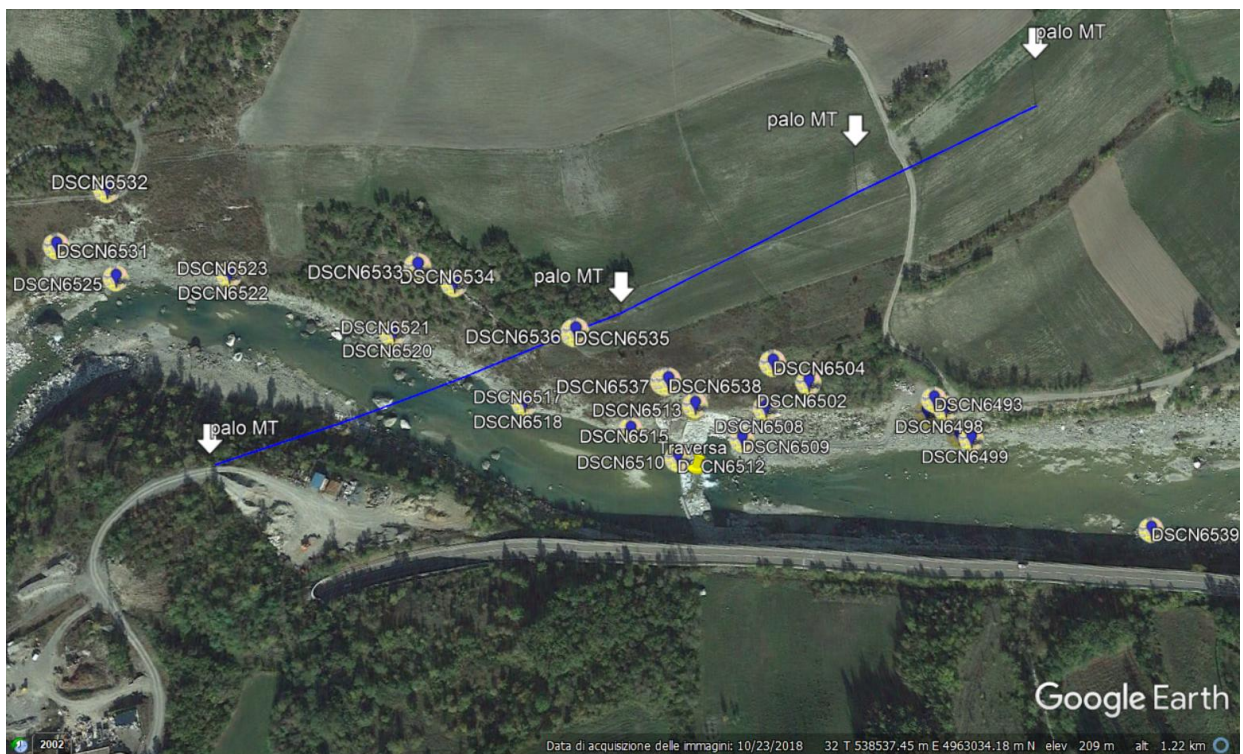 palo MT
palo MT
DSCN6532
DSCN6531
DSCN6525
DSCN6523
DSCN6522
DSCN6533
DSCN6534
palo MT
DSCN6521
DSCN6520
DSCN6536
DSCN6535
DSCN6504
DSCN6537
DSCN6538
DSCN6502
DSCN6517
DSCN6518
DSCN6513
DSCN6493
DSCN6508
DSCN6498
palo MT
DSCN6515
DSCN6509
Traversa
DSCN6499
DSCN6510
DSCN6512
DSCN6539
Google Earth
2002
Data di acquisizione delle immagini: 10/23/2018 32 T 538537.45 m E 4963034.18 m N elev 209 m alt 1.22 km